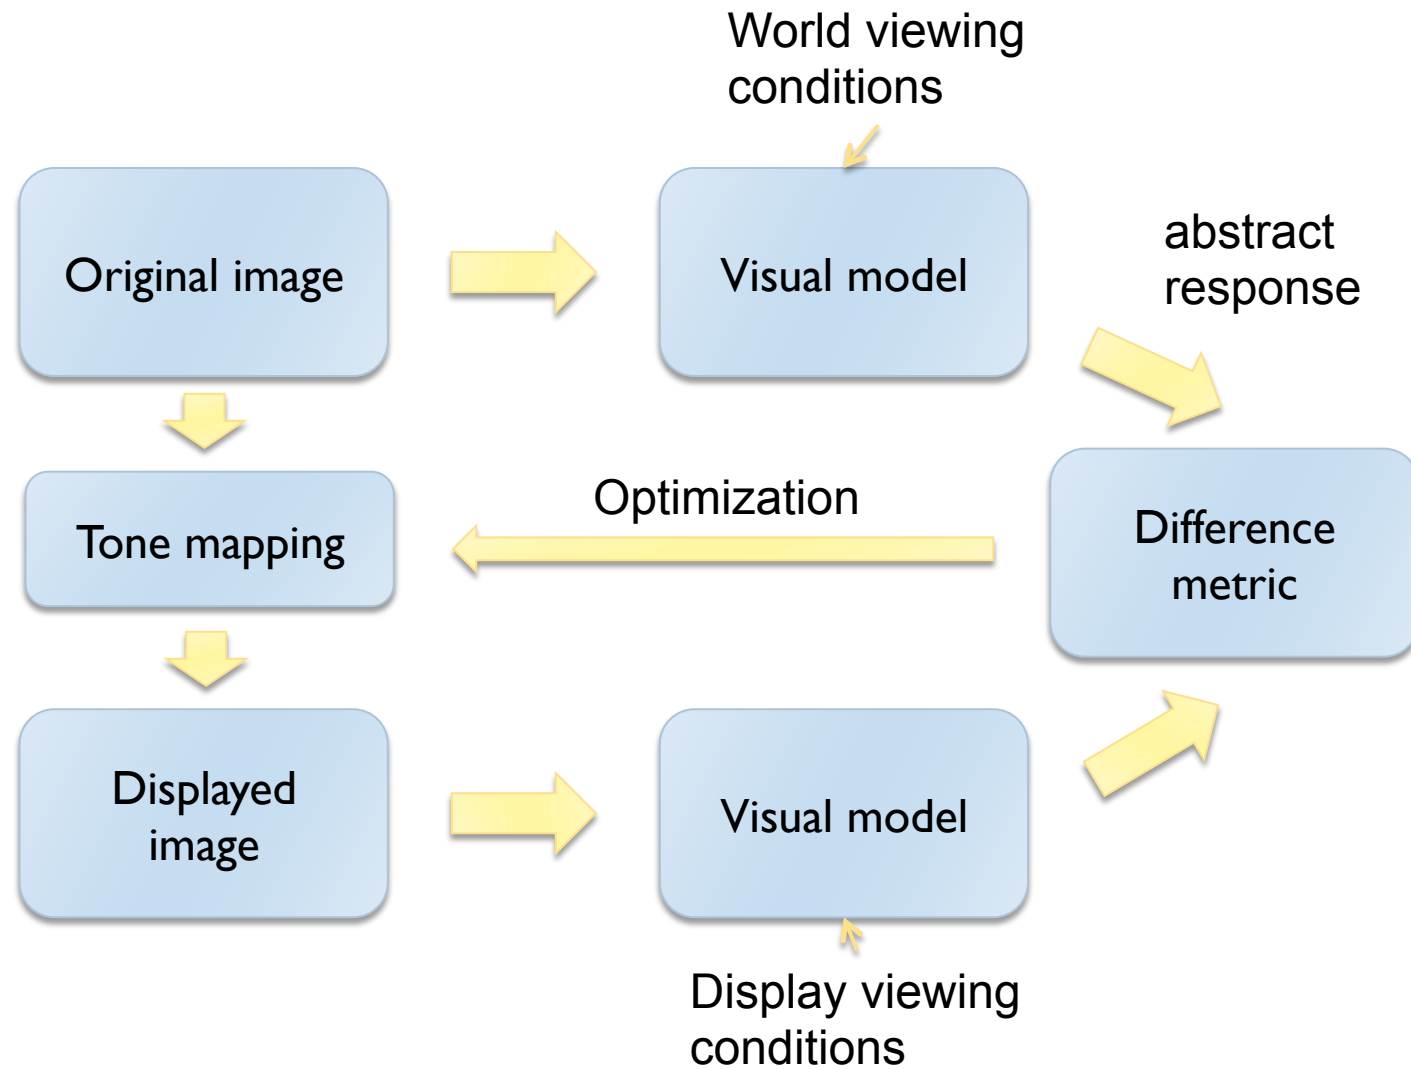 World viewing
conditions
Original image
Visual model
abstract
response
Tone mapping
Optimization
Difference
metric
Displayed
image
Visual model
Display viewing
conditions